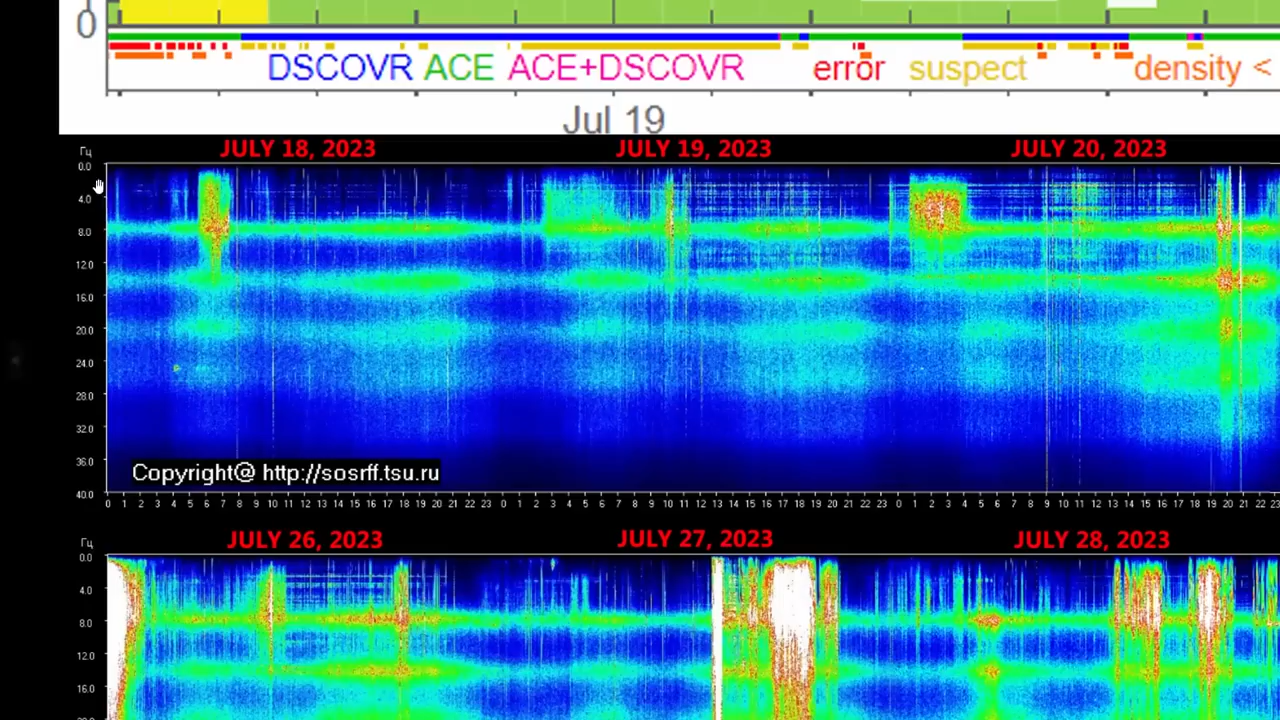 0
DSCOVR ACE ACE+DSCOVR error suspect density <
Jul 19
JULY 18, 2023 JULY 19, 2023 JULY 20, 2023
Гц
0.0
4.0
8.0
12.0
16.0
20.0
24.0
28.0
32.0
36.0
40.0
Copyright@ http://sosrff.tsu.ru
0 1 2 3 4 5 6 7 8 9 10 11 12 13 14 15 16 17 18 19 20 21 22 23 0 1 2 3 4 5 6 7 8 9 10 11 12 13 14 15 16 17 18 19 20 21 22 23 0 1 2 3 4 5 6 7 8 9 10 11 12 13 14 15 16 17 18 19 20 21 22 23
JULY 26, 2023 JULY 27, 2023 JULY 28, 2023
Гц
0.0
4.0
8.0
12.0
16.0